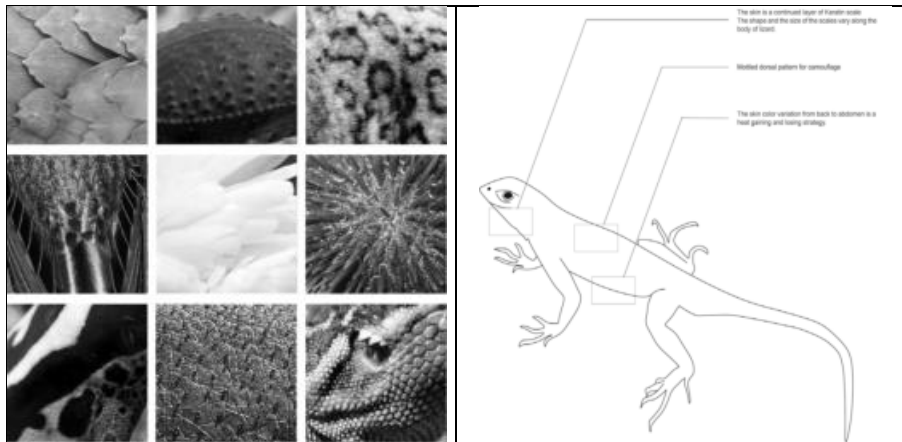 The skin is a continued layer of Keratin scale
The shape and the size of the scales vary along the
body of lizard.
Mottled dorsal pattern for camouflage
The skin color variation from back to abdomen is a
heat gaining and losing strategy